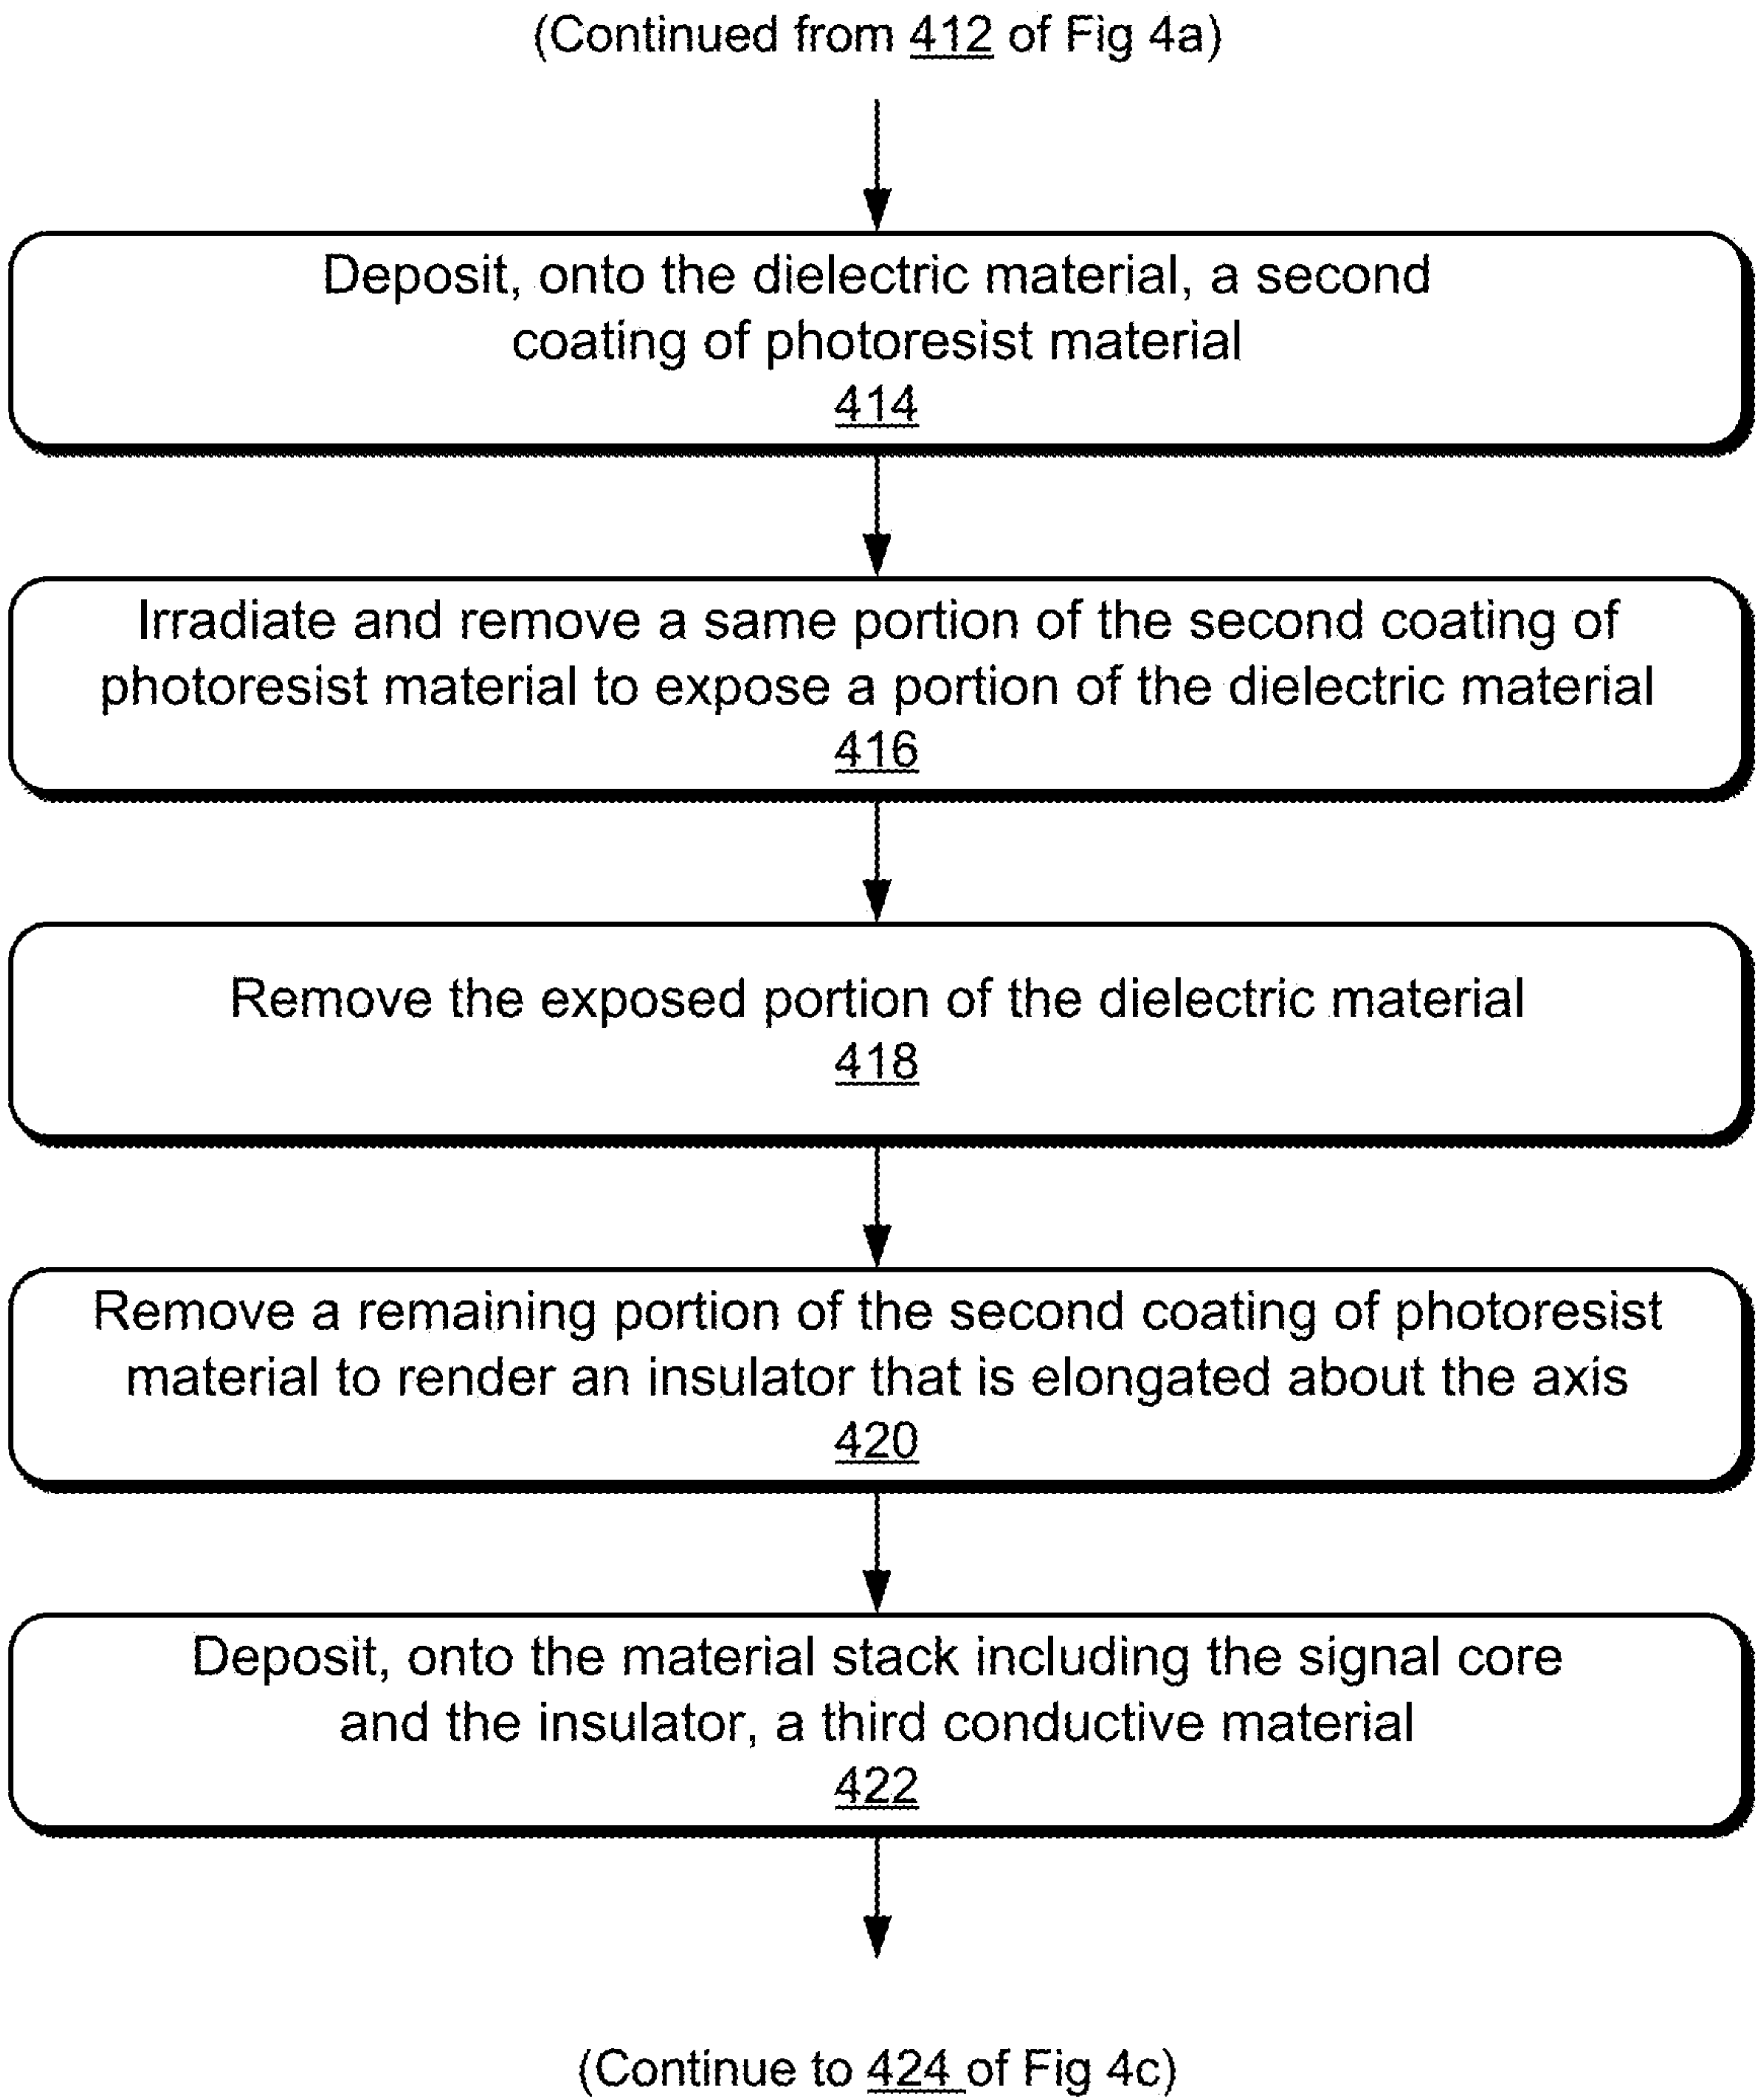 (Continued from 412 of Fig 4a)
Deposit, onto the dielectric material, a second
coating of photoresist material
414
Irradiate and remove a same portion of the second coating of
photoresist material to expose a portion of the dielectric material
416
Remove the exposed portion of the dielectric material
418
Remove a remaining portion of the second coating of photoresist
material to render an insulator that is elongated about the axis
420
Deposit, onto the material stack including the signal core
and the insulator, a third conductive material
422
(Continue to 424 of Fig 4c)